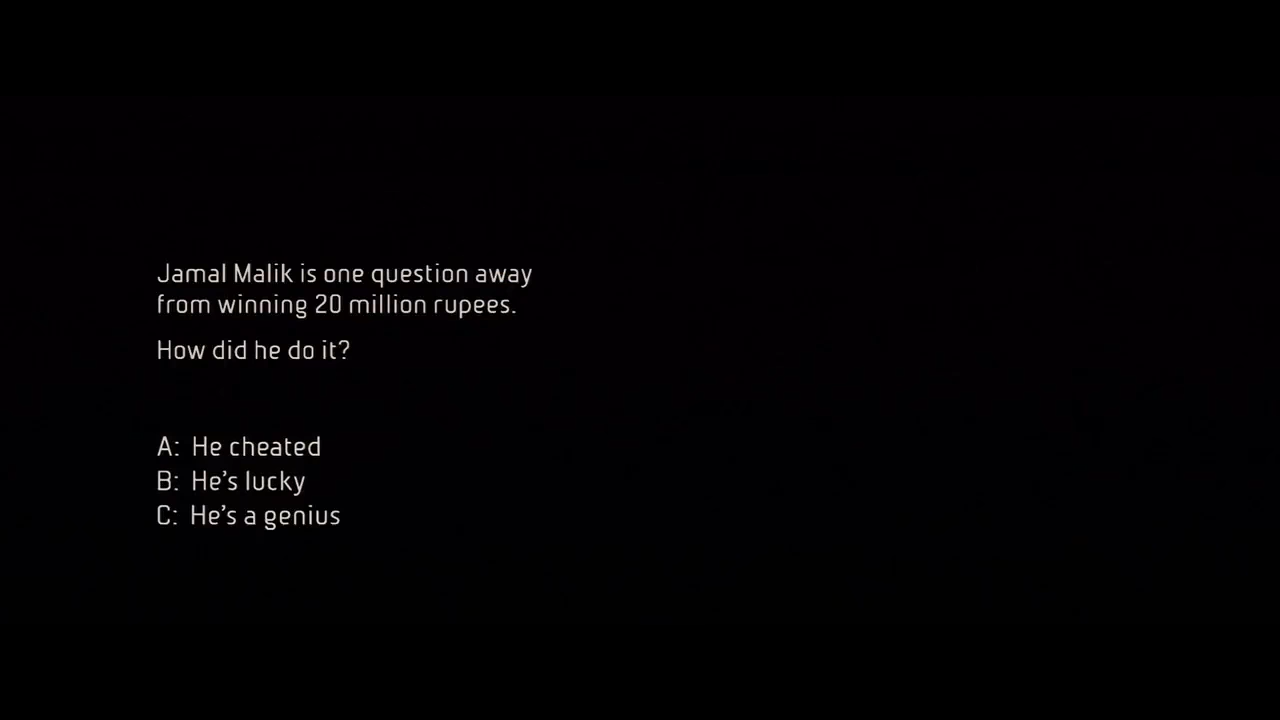 Jamal Malik is one question away
from winning 20 million rupees.
How did he do it?
A: He cheated
B: He's lucky
C: He's a genius